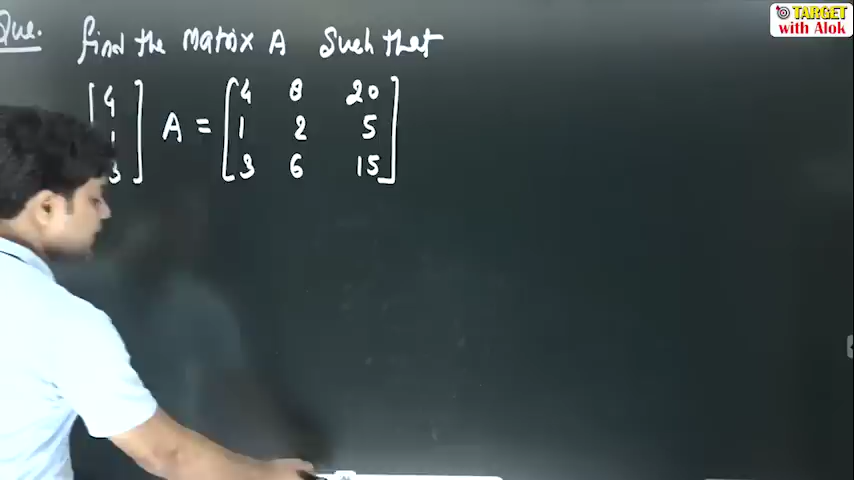 Que. find the Matrix A Such that
[4 1 3] A = [4 8 20
1 2 5
3 6 15]
TARGET
with Alok